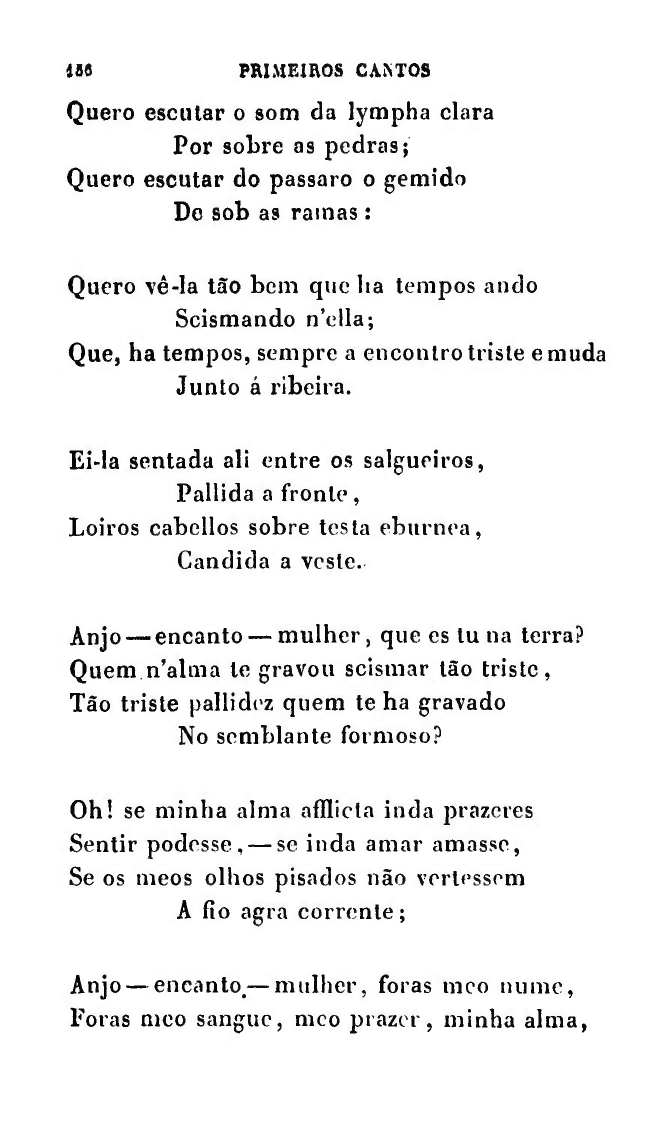 156 PRIMEIROS CANTOS
Quero escutar o som da lympha clara
Por sobre as pedras;
Quero escutar do passaro o gemido
De sob as ramas:
Quero vê-la tão bem que ha tempos ando
Scismando n'ella;
Que, ha tempos, sempre a encontro triste e muda
Junto á ribeira.
Ei-la sentada ali entre os salgueiros,
Pallida a fronte,
Loiros cabellos sobre testa eburnea,
Candida a veste.
Anjo — encanto — mulher, que es tu na terra?
Quem n'alma te gravou scismar tão triste,
Tão triste pallidez quem te ha gravado
No semblante formoso?
Oh! se minha alma afflicta inda prazeres
Sentir podesse, — se inda amar amasse,
Se os meos olhos pisados não vertessem
A fio agra corrente;
Anjo — encanto — mulher, foras meo nume,
Foras meo sangue, meo prazer, minha alma,